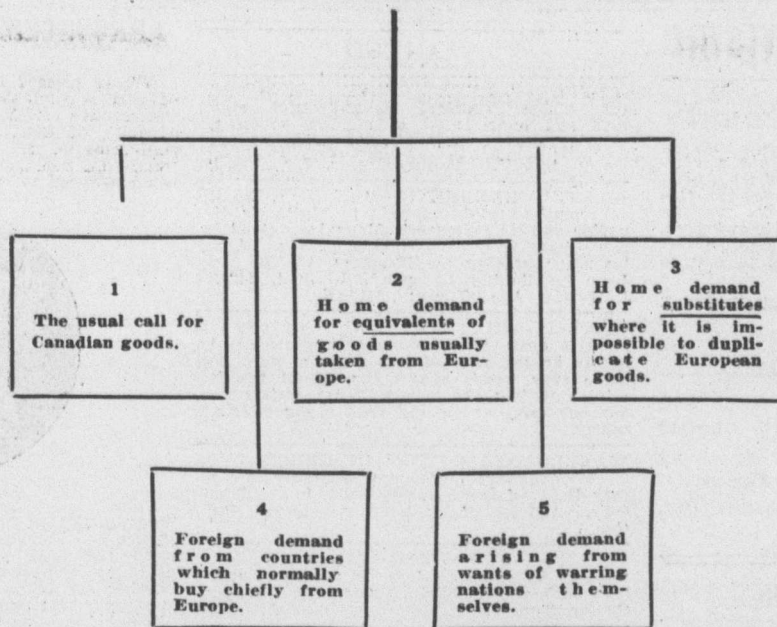 1
The usual call for
Canadian goods.
2
Home demand
for equivalents of
goods usually
taken from Eur-
ope.
3
Home demand
for substitutes
where it is im-
possible to dupli-
cate European
goods.
4
Foreign demand
from countries
which normally
buy chiefly from
Europe.
5
Foreign demand
arising from
wants of warring
nations them-
selves.